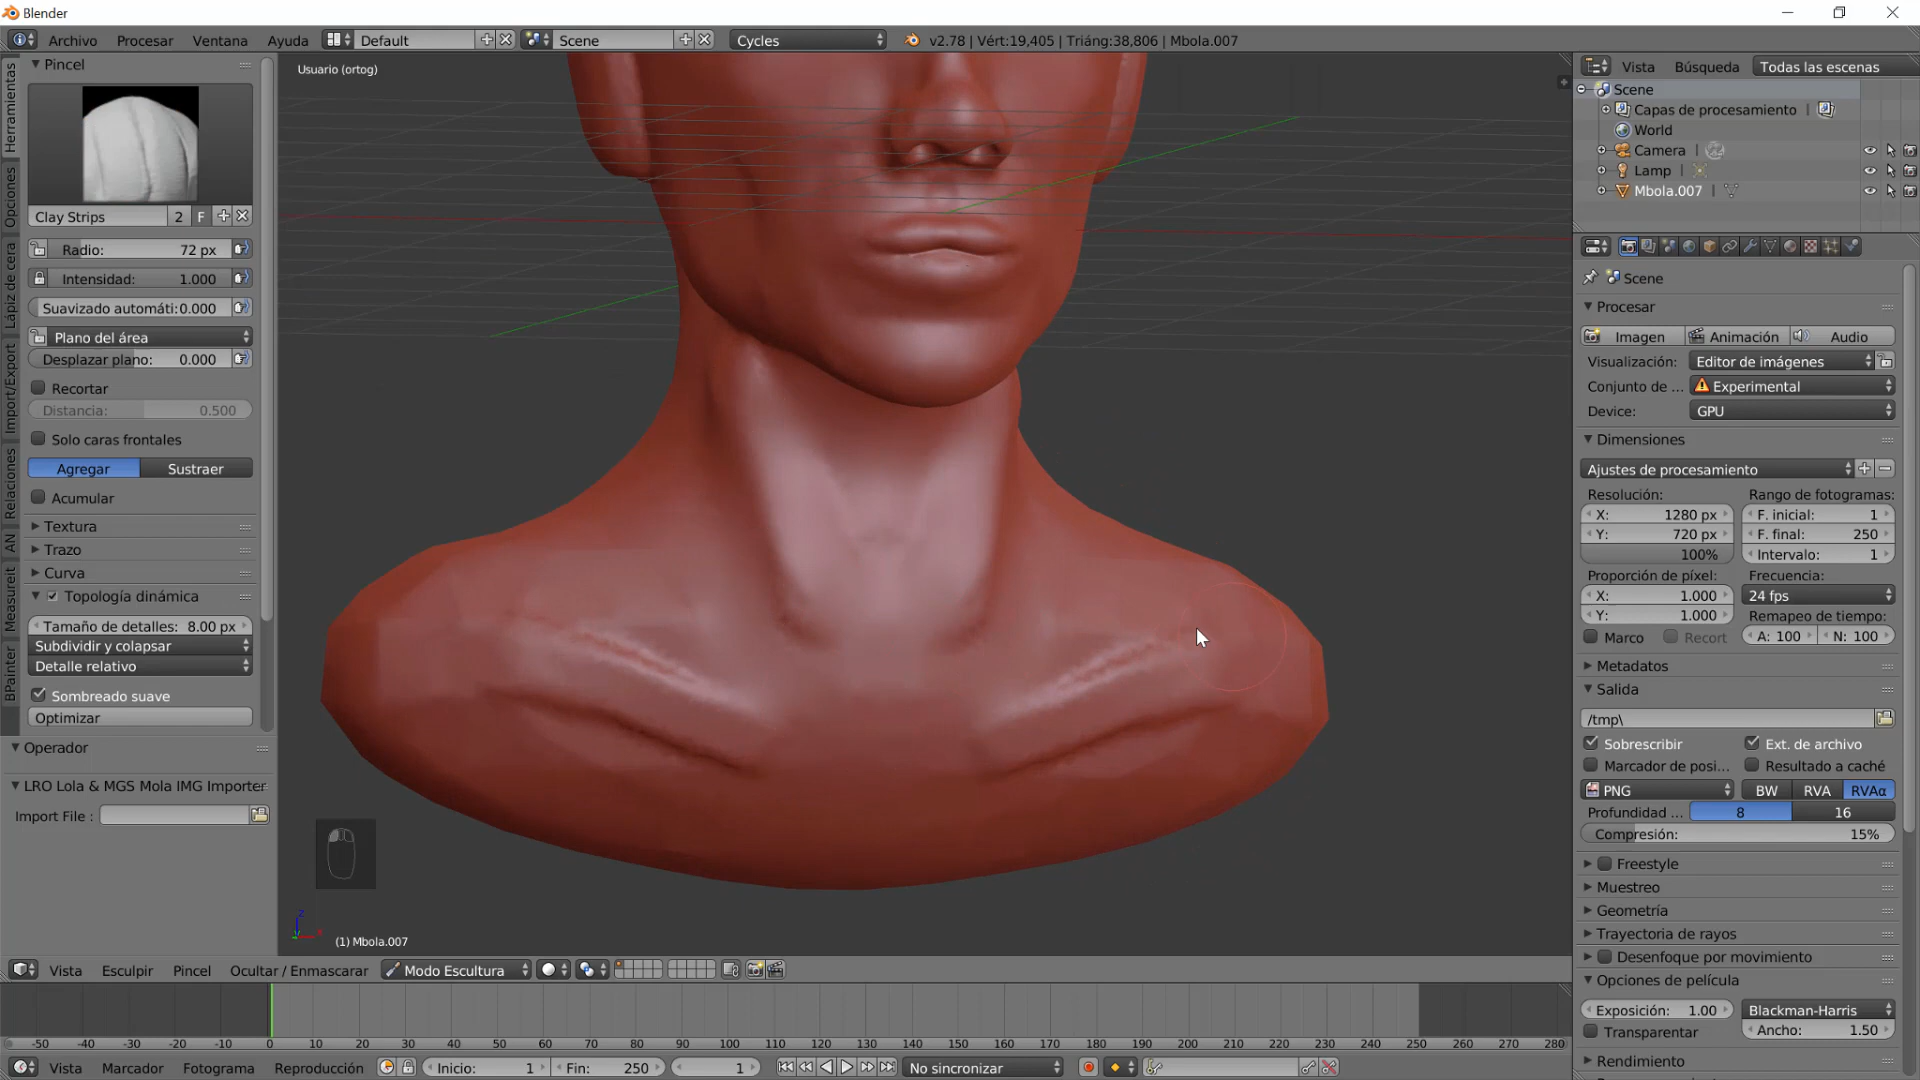 Blender
Archivo Procesar Ventana Ayuda Default Scene Cycles v2.78 | Vért:19,405 | Triáng:38,806 | Mbola.007
Pincel
Herramientas
Opciones
Lápiz de cera
Import/Export
Relaciones
AN
Measureit
BPainter
Clay Strips 2 F
Radio: 72 px
Intensidad: 1.000
Suavizado automáti: 0.000
Plano del área
Desplazar plano: 0.000
Recortar
Distancia: 0.500
Solo caras frontales
Agregar Sustraer
Acumular
Textura
Trazo
Curva
Topología dinámica
Tamaño de detalles: 8.00 px
Subdividir y colapsar
Detalle relativo
Sombreado suave
Optimizar
Operador
LRO Lola & MGS Mola IMG Importer
Import File :
Usuario (ortog)
z
x
(1) Mbola.007
Vista Esculpir Pincel Ocultar / Enmascarar Modo Escultura
-50 -40 -30 -20 -10 0 10 20 30 40 50 60 70 80 90 100 110 120 130 140 150 160 170 180 190 200 210 220 230 240 250 260 270 280
Vista Marcador Fotograma Reproducción Inicio: 1 Fin: 250 1 No sincronizar
Vista Búsqueda Todas las escenas
Scene
Capas de procesamiento |
World
Camera |
Lamp |
Mbola.007 |
Scene
Procesar
Imagen Animación Audio
Visualización: Editor de imágenes
Conjunto de ... Experimental
Device: GPU
Dimensiones
Ajustes de procesamiento
Resolución: Rango de fotogramas:
X: 1280 px F. inicial: 1
Y: 720 px F. final: 250
100% Intervalo: 1
Proporción de píxel: Frecuencia:
X: 1.000 24 fps
Y: 1.000 Remapeo de tiempo:
Marco Recort A: 100 N: 100
Metadatos
Salida
/tmp\
Sobrescribir Ext. de archivo
Marcador de posi... Resultado a caché
PNG BW RVA RVAα
Profundidad ... 8 16
Compresión: 15%
Freestyle
Muestreo
Geometría
Trayectoria de rayos
Desenfoque por movimiento
Opciones de película
Exposición: 1.00 Blackman-Harris
Transparentar Ancho: 1.50
Rendimiento